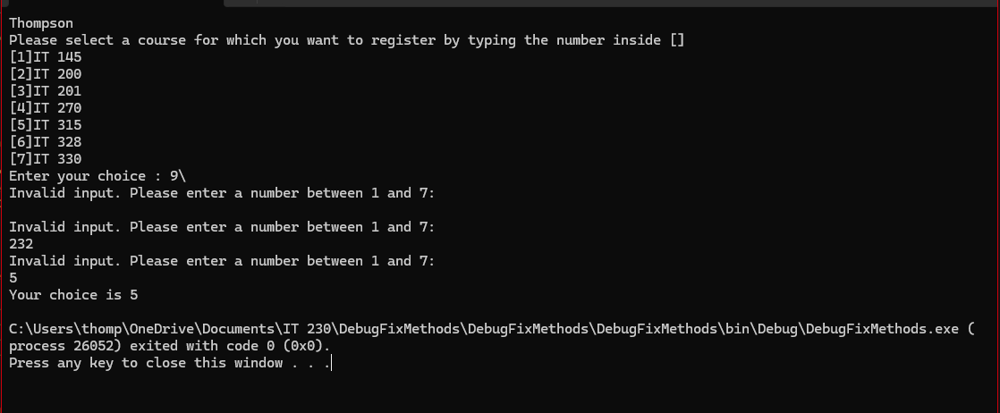 Thompson
Please select a course for which you want to register by typing the number inside []
[1]IT 145
[2]IT 200
[3]IT 201
[4]IT 270
[5]IT 315
[6]IT 328
[7]IT 330
Enter your choice : 9\
Invalid input. Please enter a number between 1 and 7:
Invalid input. Please enter a number between 1 and 7:
232
Invalid input. Please enter a number between 1 and 7:
5
Your choice is 5
C:\Users\thomp\OneDrive\Documents\IT 230\DebugFixMethods\DebugFixMethods\DebugFixMethods\bin\Debug\DebugFixMethods.exe (
process 26052) exited with code 0 (0x0).
Press any key to close this window . . .